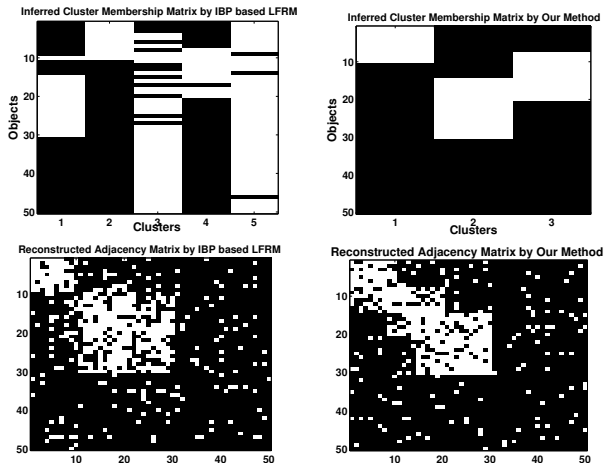 Inferred Cluster Membership Matrix by IBP based LFRM
Objects
10
20
30
40
50
1 2 3 4 5
Clusters
Inferred Cluster Membership Matrix by Our Method
Objects
10
20
30
40
50
1 2 3
Clusters
Reconstructed Adjacency Matrix by IBP based LFRM
10
20
30
40
50
10 20 30 40 50
Reconstructed Adjacency Matrix by Our Method
10
20
30
40
50
10 20 30 40 50